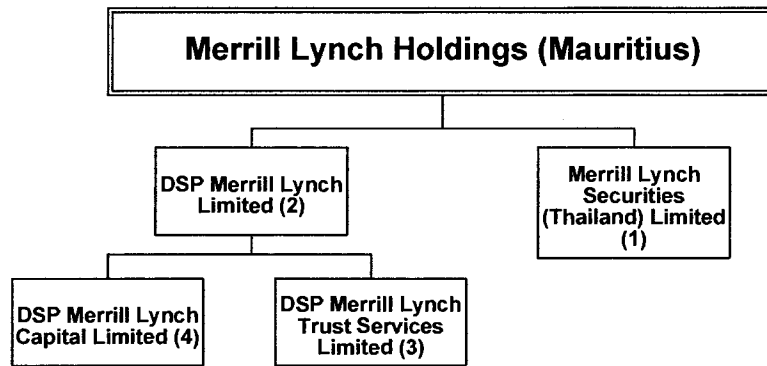 Merrill Lynch Holdings (Mauritius)
DSP Merrill Lynch
Limited (2)
Merrill Lynch
Securities
(Thailand) Limited
(1)
DSP Merrill Lynch
Capital Limited (4)
DSP Merrill Lynch
Trust Services
Limited (3)